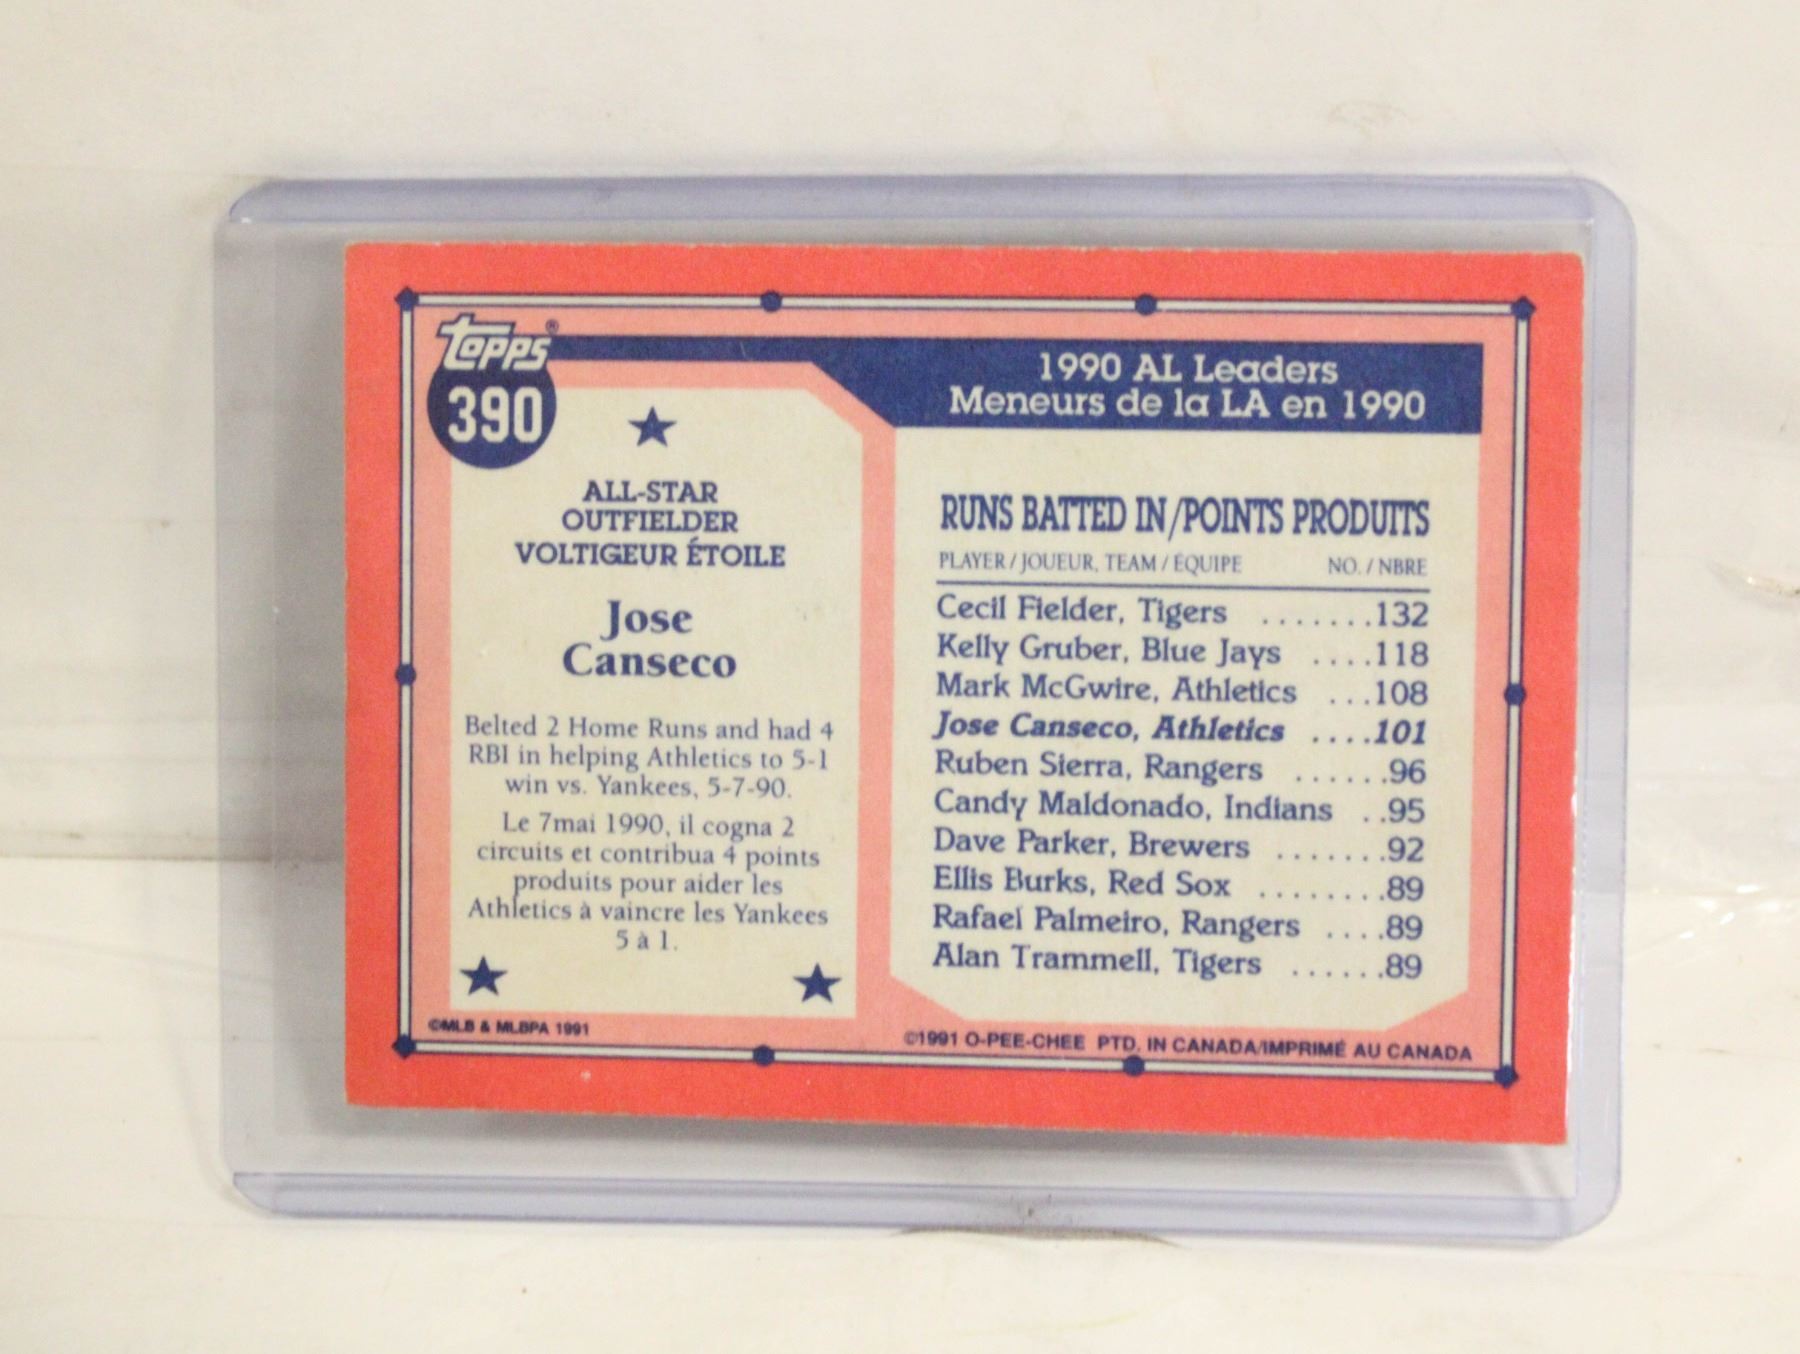 Topps®
390
ALL-STAR
OUTFIELDER
VOLTIGEUR ÉTOILE
Jose
Canseco
Belted 2 Home Runs and had 4
RBI in helping Athletics to 5-1
win vs. Yankees, 5-7-90.
Le 7mai 1990, il cogna 2
circuits et contribua 4 points
produits pour aider les
Athletics à vaincre les Yankees
5 à 1.
©MLB & MLBPA 1991
1990 AL Leaders
Meneurs de la LA en 1990
RUNS BATTED IN/POINTS PRODUITS
PLAYER/JOUEUR, TEAM/ÉQUIPE NO./NBRE
Cecil Fielder, Tigers .......132
Kelly Gruber, Blue Jays ....118
Mark McGwire, Athletics ...108
Jose Canseco, Athletics ....101
Ruben Sierra, Rangers ......96
Candy Maldonado, Indians ..95
Dave Parker, Brewers .......92
Ellis Burks, Red Sox ........89
Rafael Palmeiro, Rangers ....89
Alan Trammell, Tigers ......89
©1991 O-PEE-CHEE PTD. IN CANADA/IMPRIMÉ AU CANADA